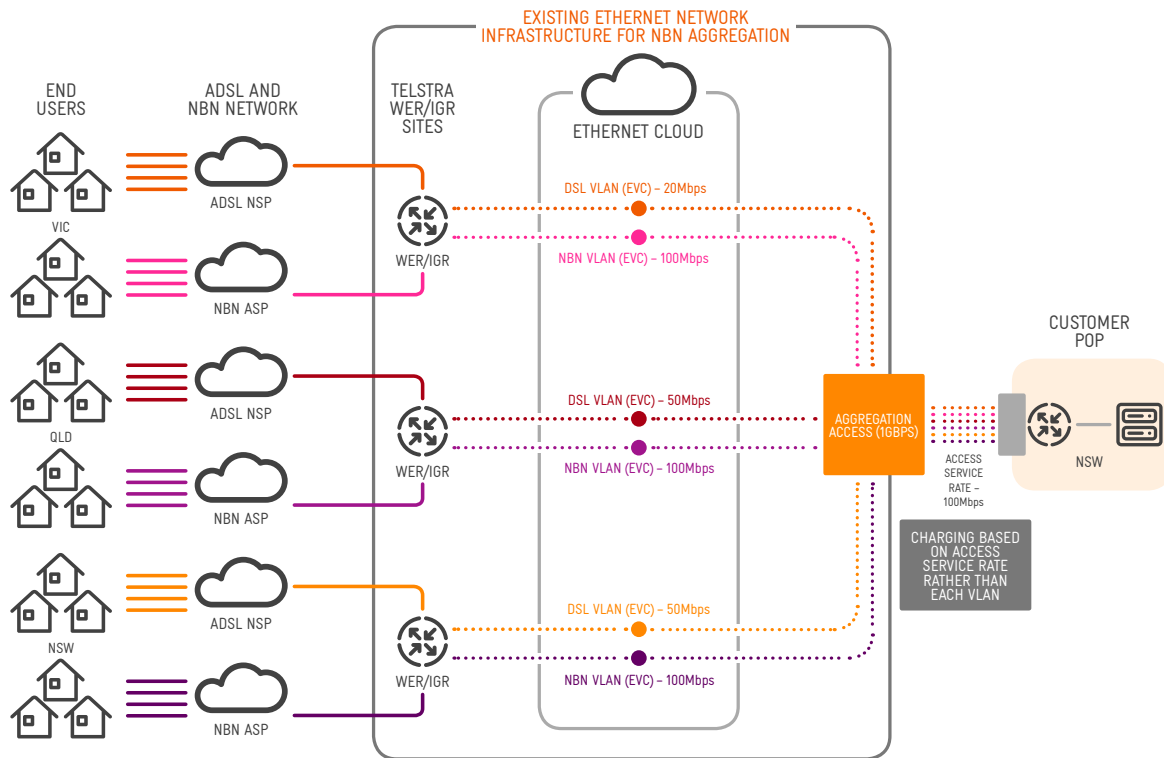 EXISTING ETHERNET NETWORK
INFRASTRUCTURE FOR NBN AGGREGATION
END
USERS
ADSL AND
NBN NETWORK
TELSTRA
WER/IGR
SITES
ETHERNET CLOUD
ADSL NSP
VIC
DSL VLAN (EVC) – 20Mbps
WER/IGR
NBN VLAN (EVC) – 100Mbps
NBN ASP
CUSTOMER
POP
ADSL NSP
QLD
DSL VLAN (EVC) – 50Mbps
WER/IGR
NBN VLAN (EVC) – 100Mbps
NBN ASP
AGGREGATION
ACCESS (1GBPS)
ACCESS
SERVICE
RATE –
100Mbps
NSW
CHARGING BASED
ON ACCESS
SERVICE RATE
RATHER THAN
EACH VLAN
ADSL NSP
NSW
DSL VLAN (EVC) – 50Mbps
WER/IGR
NBN VLAN (EVC) – 100Mbps
NBN ASP